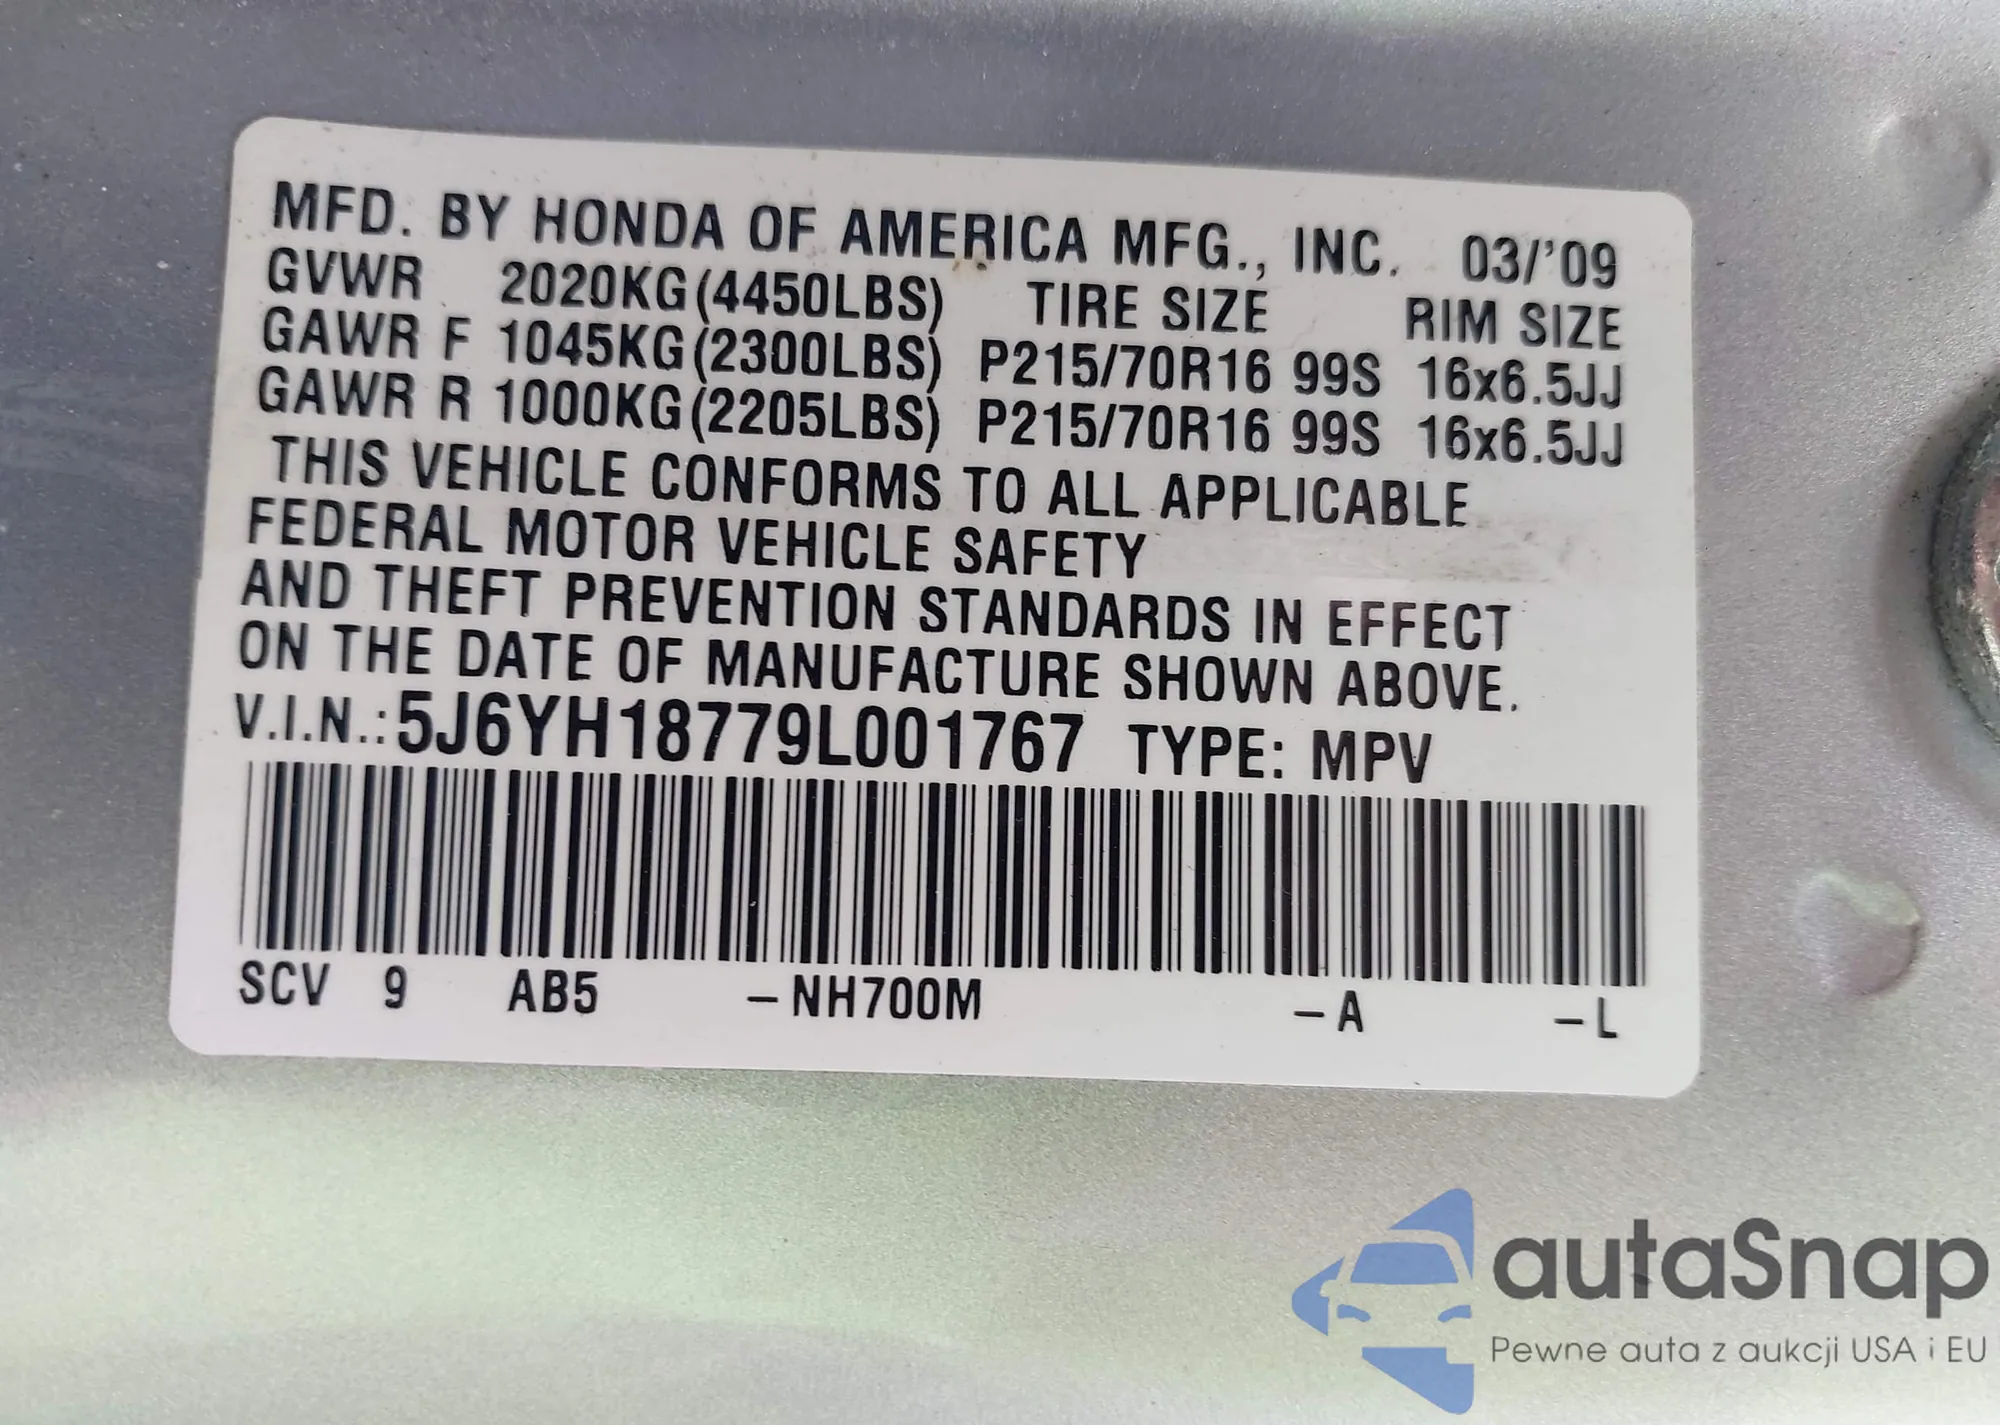 MFD. BY HONDA OF AMERICA MFG., INC. 03/'09
GVWR 2020KG(4450LBS) TIRE SIZE RIM SIZE
GAWR F 1045KG(2300LBS) P215/70R16 99S 16x6.5JJ
GAWR R 1000KG(2205LBS) P215/70R16 99S 16x6.5JJ
THIS VEHICLE CONFORMS TO ALL APPLICABLE
FEDERAL MOTOR VEHICLE SAFETY
AND THEFT PREVENTION STANDARDS IN EFFECT
ON THE DATE OF MANUFACTURE SHOWN ABOVE.
V.I.N.:5J6YH18779L001767 TYPE: MPV
SCV 9 AB5 –NH700M –A –L
autaSnap
Pewne auta z aukcji USA i EU